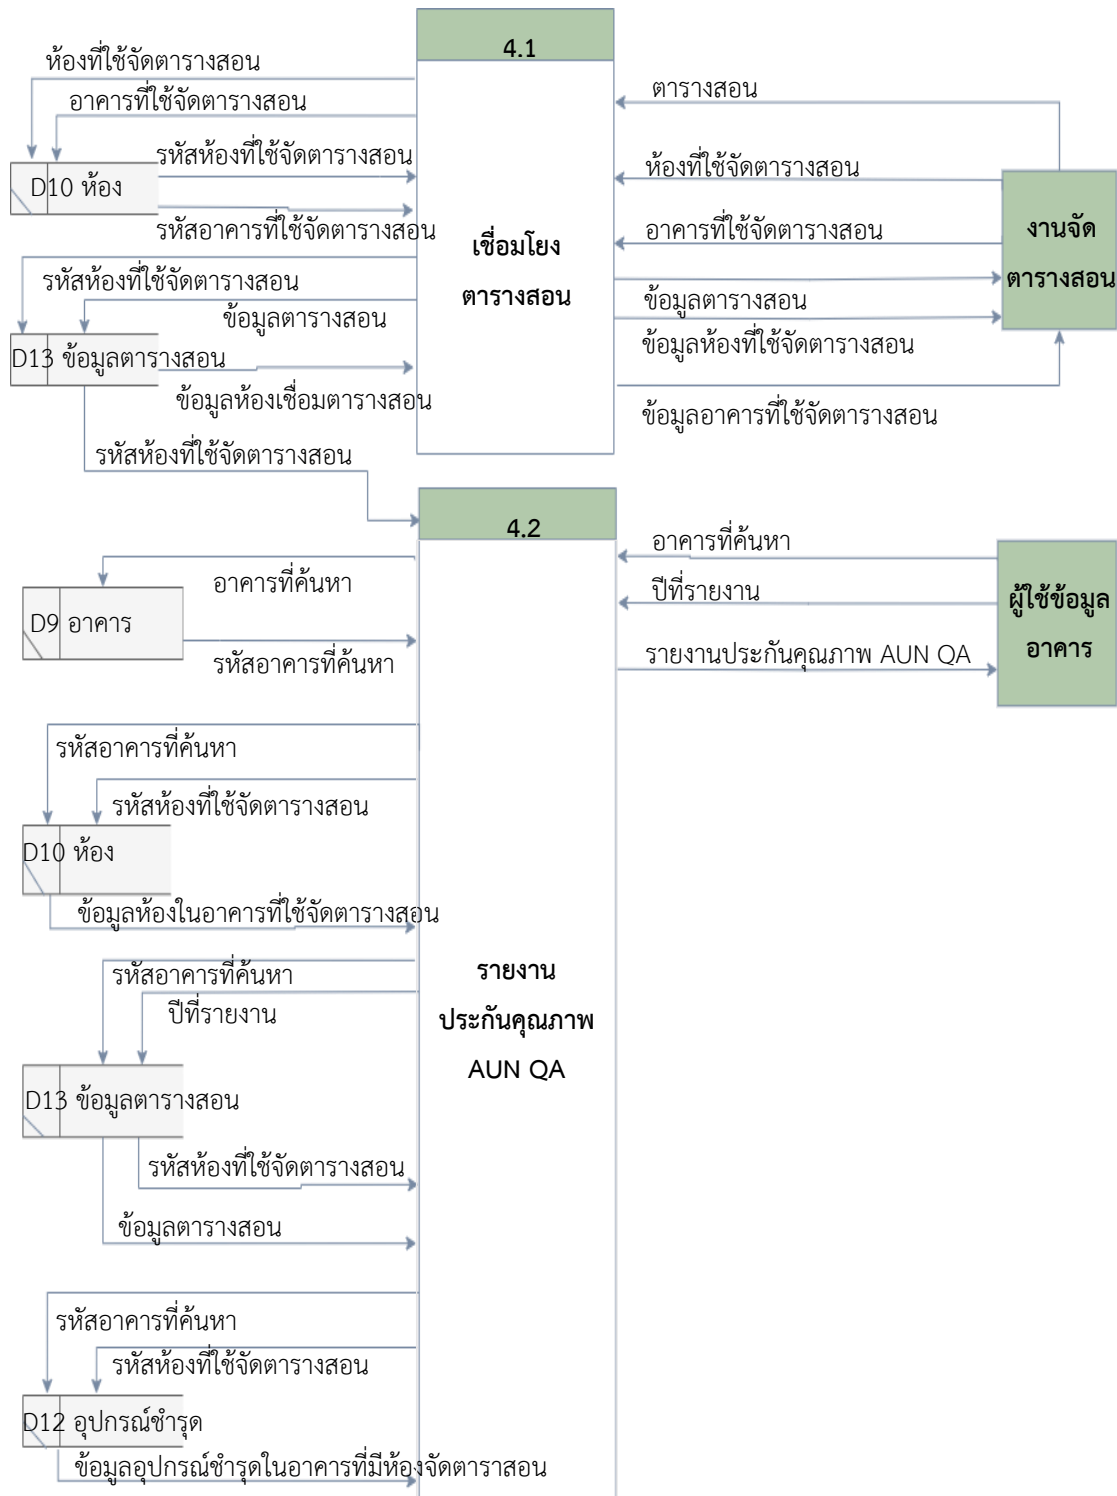 4.1
ห้องที่ใช้จัดตารางสอน
ตารางสอน
อาคารที่ใช้จัดตารางสอน
รหัสห้องที่ใช้จัดตารางสอน
ห้องที่ใช้จัดตารางสอน
D10 ห้อง
รหัสอาคารที่ใช้จัดตารางสอน
อาคารที่ใช้จัดตารางสอน
งานจัด
ตารางสอน
เชื่อมโยง
ตารางสอน
รหัสห้องที่ใช้จัดตารางสอน
ข้อมูลตารางสอน
ข้อมูลตารางสอน
ข้อมูลห้องที่ใช้จัดตารางสอน
D13 ข้อมูลตารางสอน
ข้อมูลห้องเชื่อมตารางสอน
ข้อมูลอาคารที่ใช้จัดตารางสอน
รหัสห้องที่ใช้จัดตารางสอน
4.2
อาคารที่ค้นหา
อาคารที่ค้นหา
ปีที่รายงาน
ผู้ใช้ข้อมูล
อาคาร
D9 อาคาร
รหัสอาคารที่ค้นหา
รายงานประกันคุณภาพ AUN QA
รหัสอาคารที่ค้นหา
รหัสห้องที่ใช้จัดตารางสอน
D10 ห้อง
ข้อมูลห้องในอาคารที่ใช้จัดตารางสอน
รายงาน
ประกันคุณภาพ
AUN QA
รหัสอาคารที่ค้นหา
ปีที่รายงาน
D13 ข้อมูลตารางสอน
รหัสห้องที่ใช้จัดตารางสอน
ข้อมูลตารางสอน
รหัสอาคารที่ค้นหา
รหัสห้องที่ใช้จัดตารางสอน
D12 อุปกรณ์ชำรุด
ข้อมูลอุปกรณ์ชำรุดในอาคารที่มีห้องจัดตาราสอน